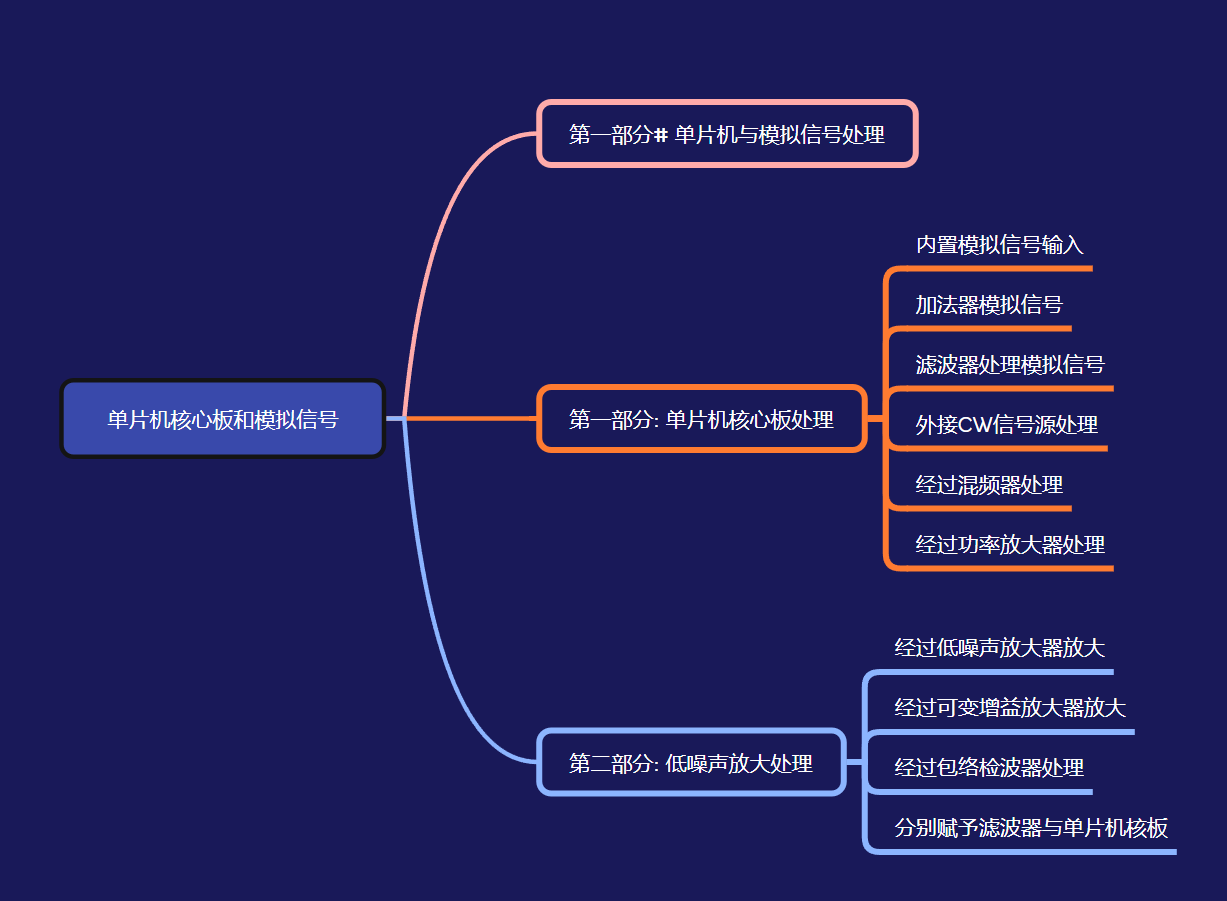 单片机核心板和模拟信号
第一部分# 单片机与模拟信号处理
第一部分: 单片机核心板处理
内置模拟信号输入
加法器模拟信号
滤波器处理模拟信号
外接CW信号源处理
经过混频器处理
经过功率放大器处理
第二部分: 低噪声放大处理
经过低噪声放大器放大
经过可变增益放大器放大
经过包络检波器处理
分别赋予滤波器与单片机核板